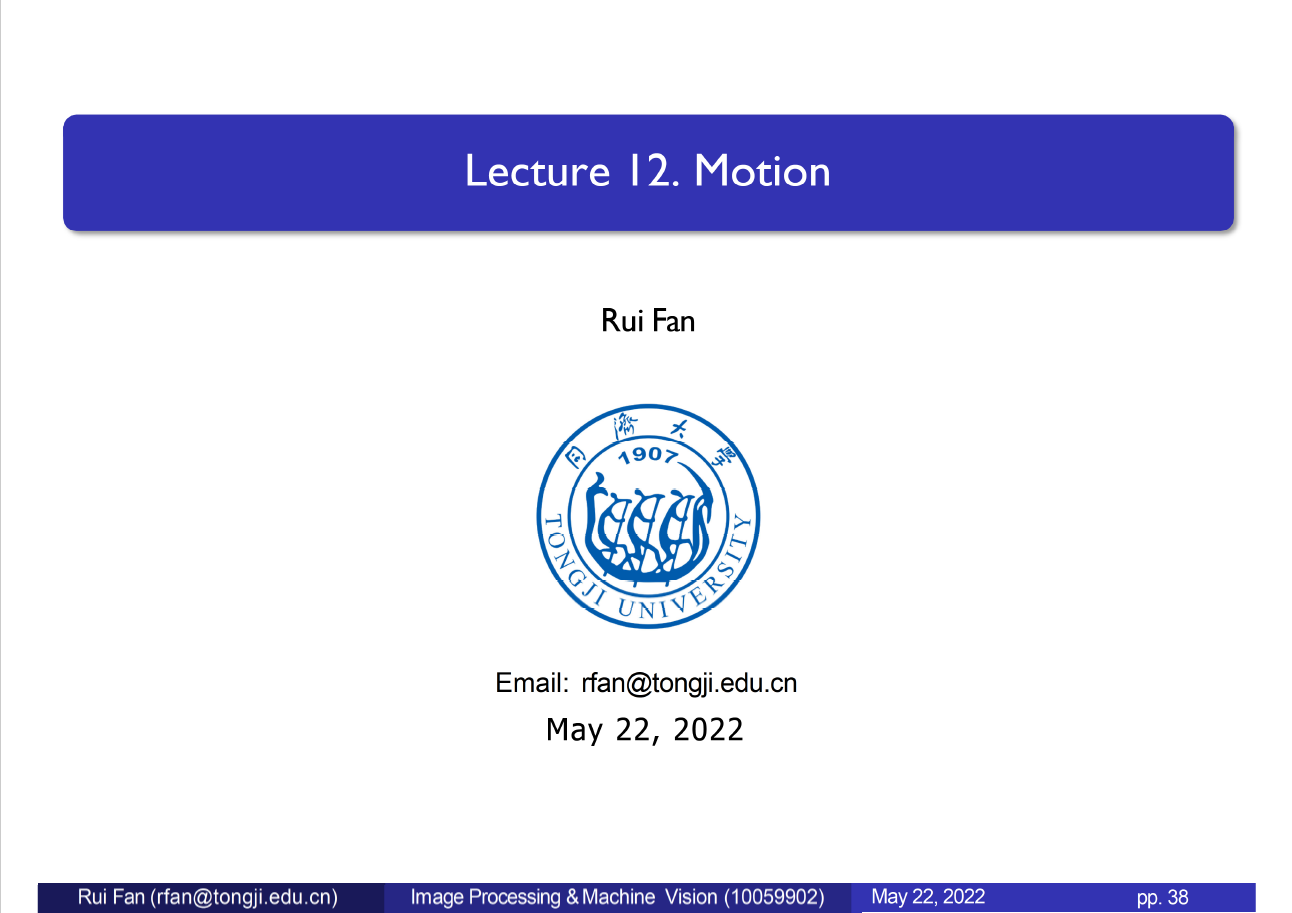 Lecture 12. Motion
Rui Fan
同濟大學
1907
TONGJI UNIVERSITY
Email: rfan@tongji.edu.cn
May 22, 2022
Rui Fan (rfan@tongji.edu.cn) Image Processing & Machine Vision (10059902) May 22, 2022 pp. 38